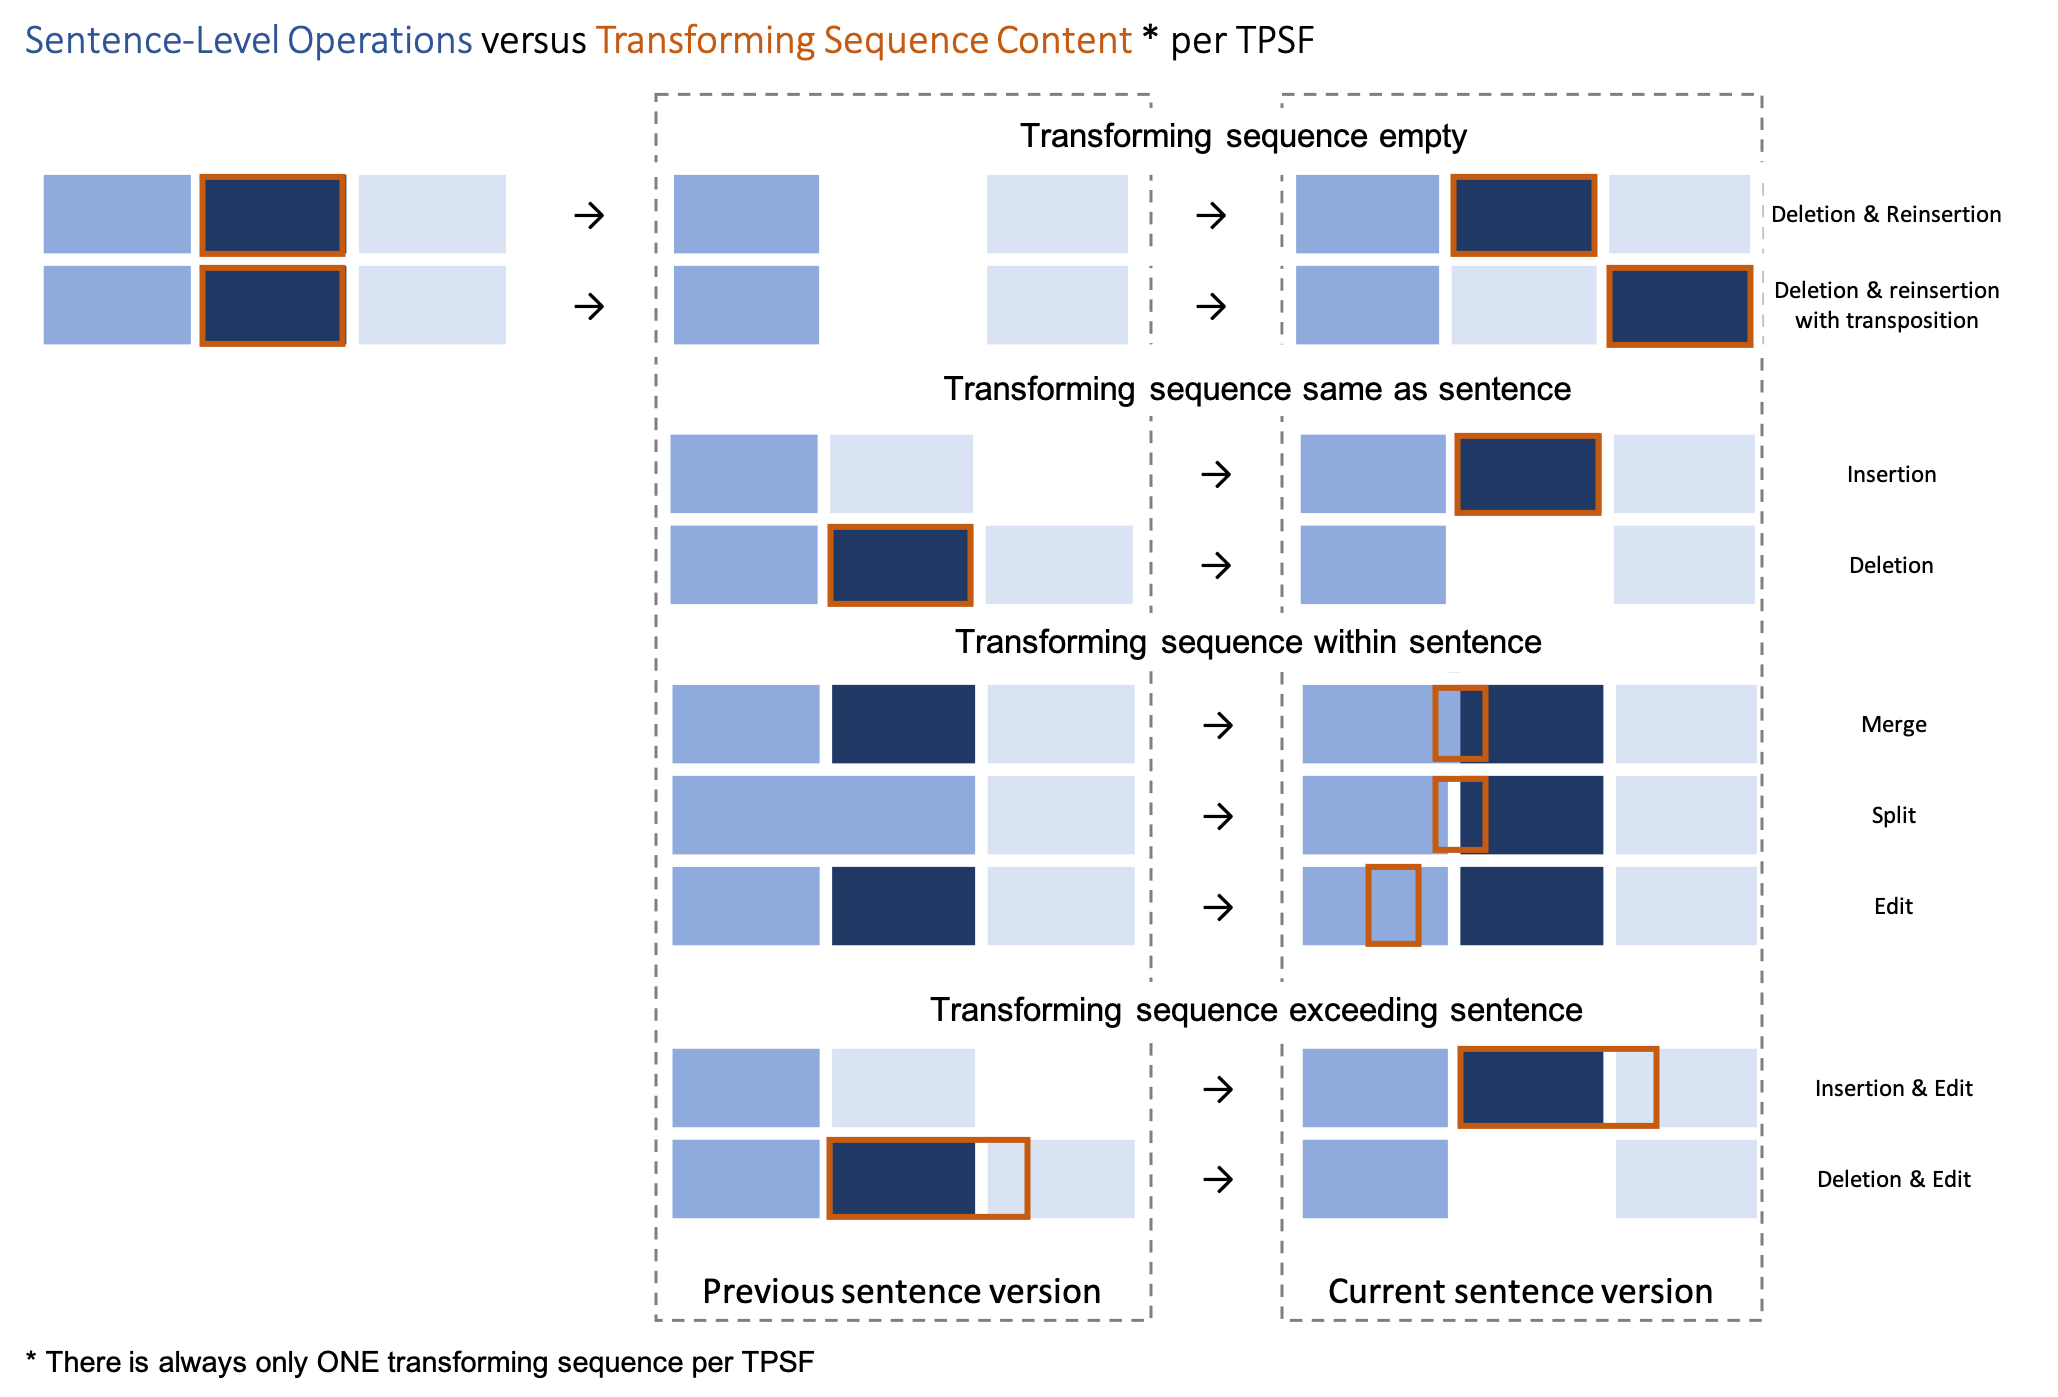 Sentence-Level Operations versus Transforming Sequence Content * per TPSF
Transforming sequence empty
→ → Deletion & Reinsertion
→ → Deletion & reinsertion
with transposition
Transforming sequence same as sentence
→ Insertion
→ Deletion
Transforming sequence within sentence
→ Merge
→ Split
→ Edit
Transforming sequence exceeding sentence
→ Insertion & Edit
→ Deletion & Edit
Previous sentence version
Current sentence version
* There is always only ONE transforming sequence per TPSF